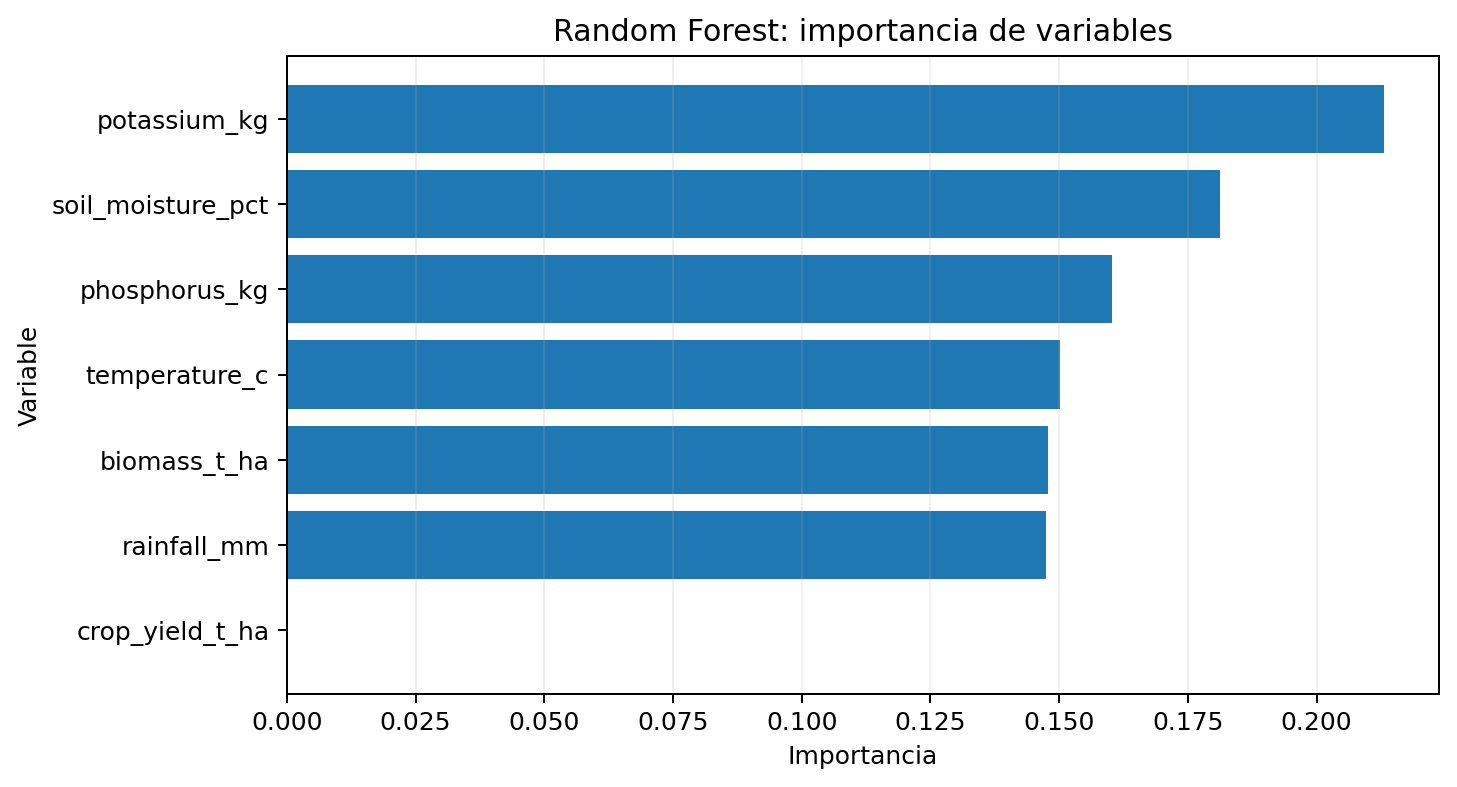 Random Forest: importancia de variables
Variable
potassium_kg
soil_moisture_pct
phosphorus_kg
temperature_c
biomass_t_ha
rainfall_mm
crop_yield_t_ha
0.000 0.025 0.050 0.075 0.100 0.125 0.150 0.175 0.200
Importancia